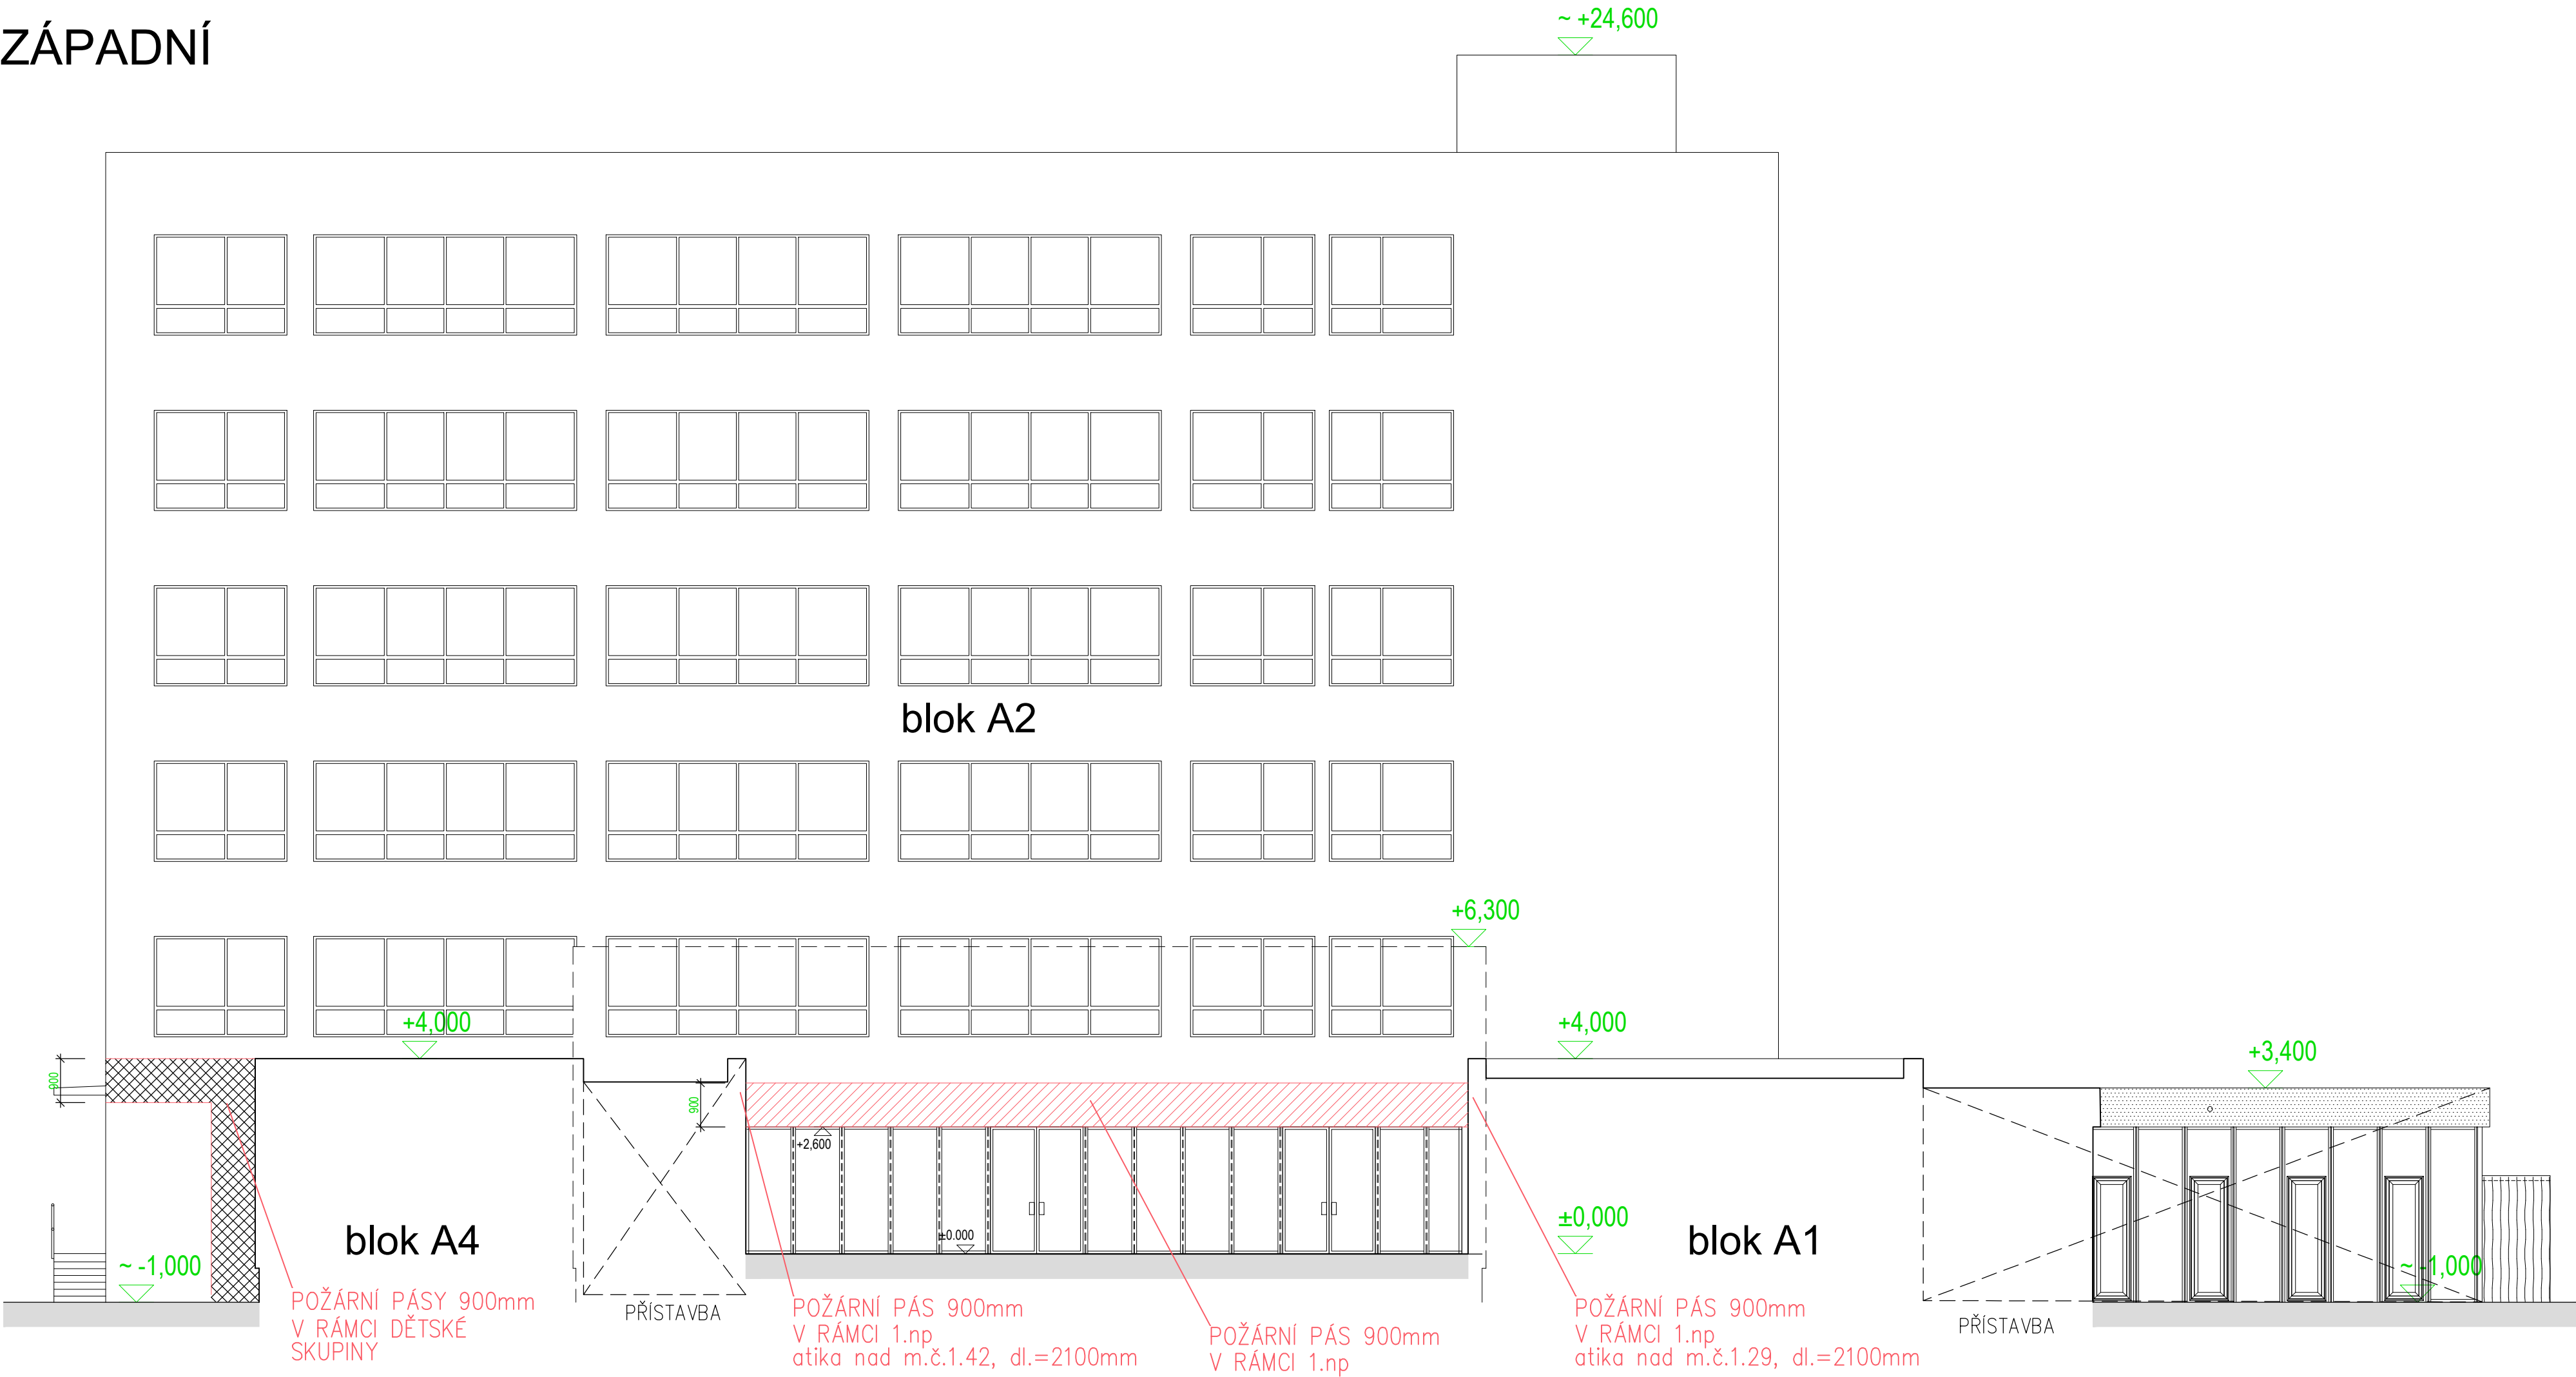 ZÁPADNÍ
~ +24,600
blok A2
+6,300
+4,000
+4,000
+3,400
900
900
+2,600
±0.000
±0,000
blok A4
blok A1
~ -1,000
~ -1,000
POŽÁRNÍ PÁSY 900mm
V RÁMCI DĚTSKÉ
SKUPINY
PŘÍSTAVBA
POŽÁRNÍ PÁS 900mm
V RÁMCI 1.np
atika nad m.č.1.42, dl.=2100mm
POŽÁRNÍ PÁS 900mm
V RÁMCI 1.np
POŽÁRNÍ PÁS 900mm
V RÁMCI 1.np
atika nad m.č.1.29, dl.=2100mm
PŘÍSTAVBA